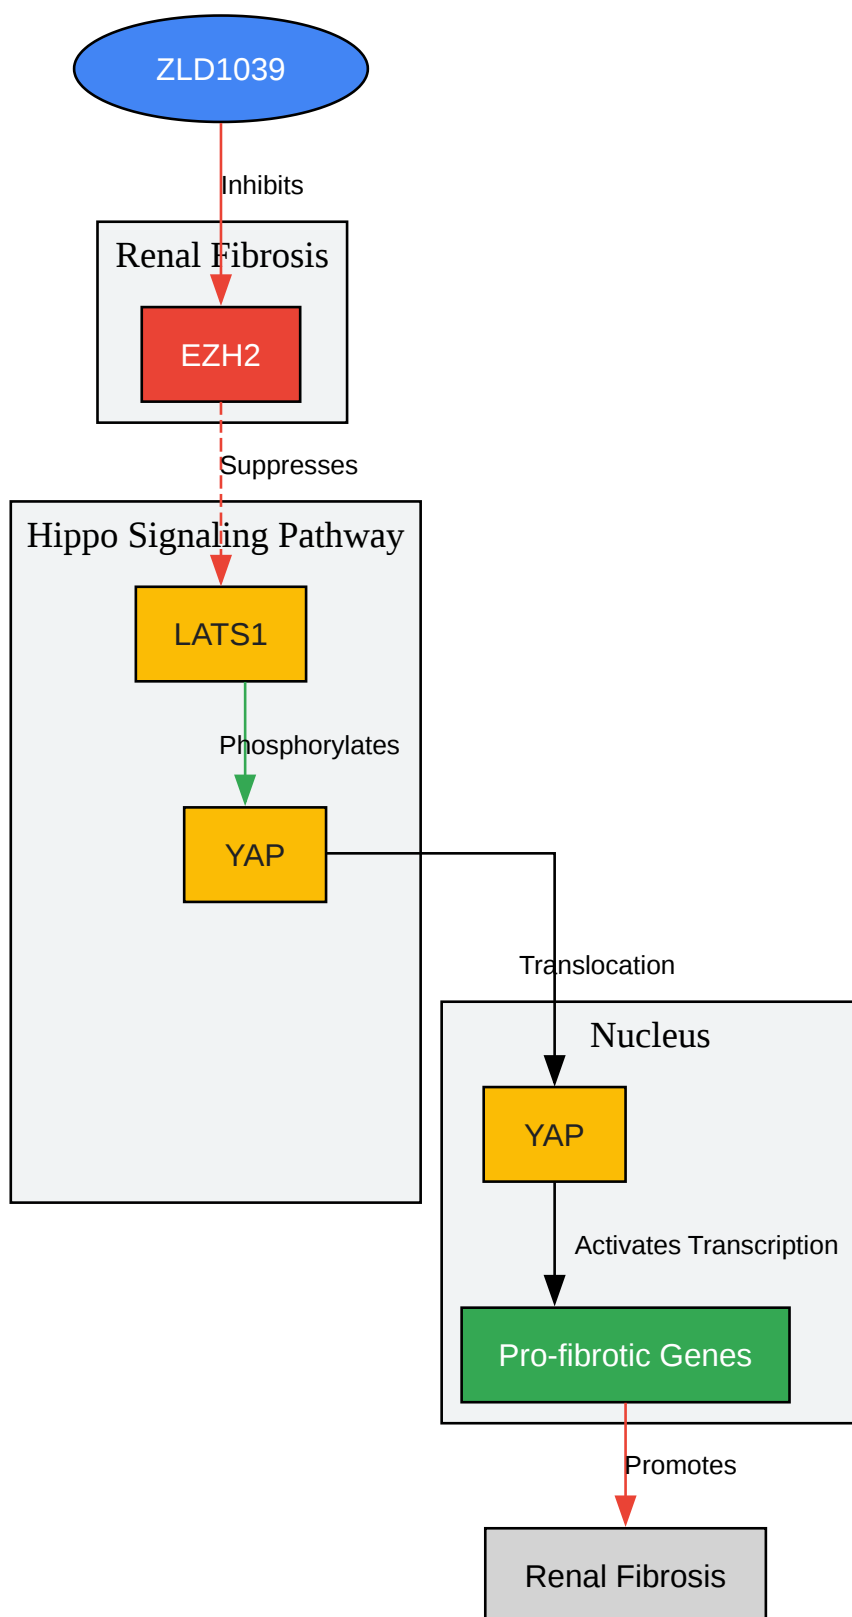 ZLD1039
Inhibits
Renal Fibrosis
EZH2
Suppresses
Hippo Signaling Pathway
LATS1
Phosphorylates
YAP
Translocation
Nucleus
YAP
Activates Transcription
Pro-fibrotic Genes
Promotes
Renal Fibrosis